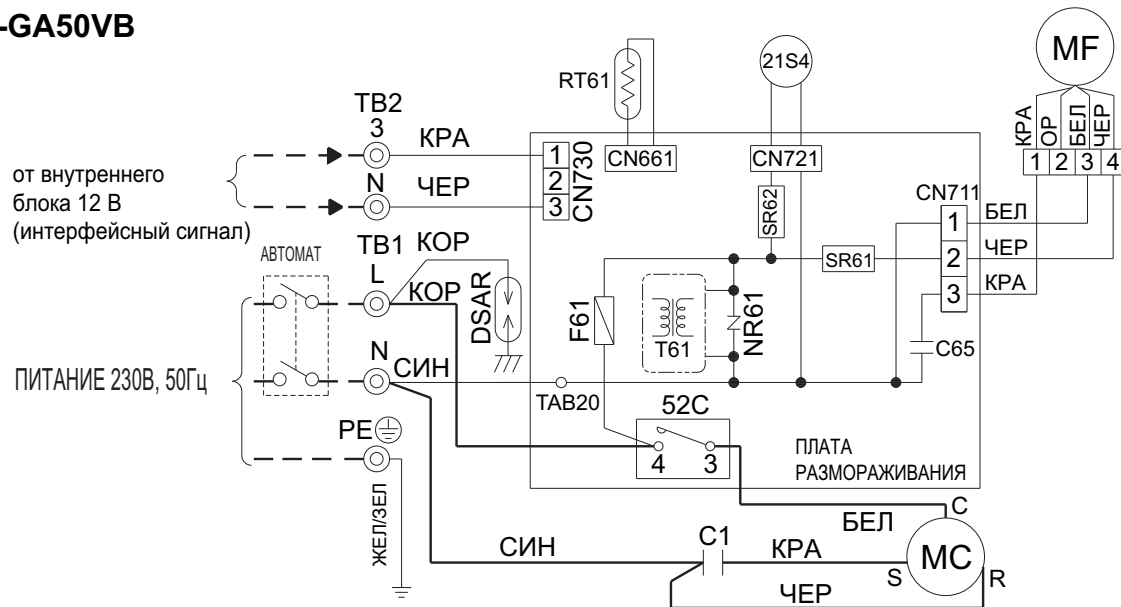 -GA50VB
MF
RT61
21S4
TB2
3
КРА
КРА
ОР
БЕЛ
ЧЕР
1 2 3 4
CN661
CN721
1
2
3
CN730
от внутреннего
блока 12 В
(интерфейсный сигнал)
N
ЧЕР
SR62
CN711
1
2
3
БЕЛ
ЧЕР
КРА
АВТОМАТ
TB1
КОР
L
КОР
DSAR
F61
T61
NR61
SR61
C65
ПИТАНИЕ 230В, 50Гц
N
СИН
TAB20
52C
4 3
ПЛАТА
РАЗМОРАЖИВАНИЯ
PE
ЖЕЛ/ЗЕЛ
СИН
C1
КРА
БЕЛ
C
MC
S
R
ЧЕР